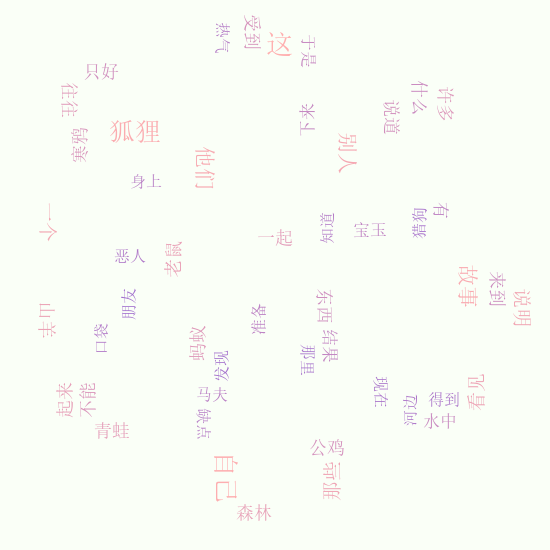 热气
受到
这
于是
只好
往往
什么
许多
来下
说道
狐狸
寒鸦
别人
他们
身上
一个
有
猎狗
知道
宝玉
一起
恶人
老鼠
故事
来到
说明
朋友
东西
准备
山羊
口袋
蚂蚁
结果
那里
发现
起来
不能
马夫
现在
河边
得到
看见
缺点
水中
青蛙
公鸡
自己
那些
森林